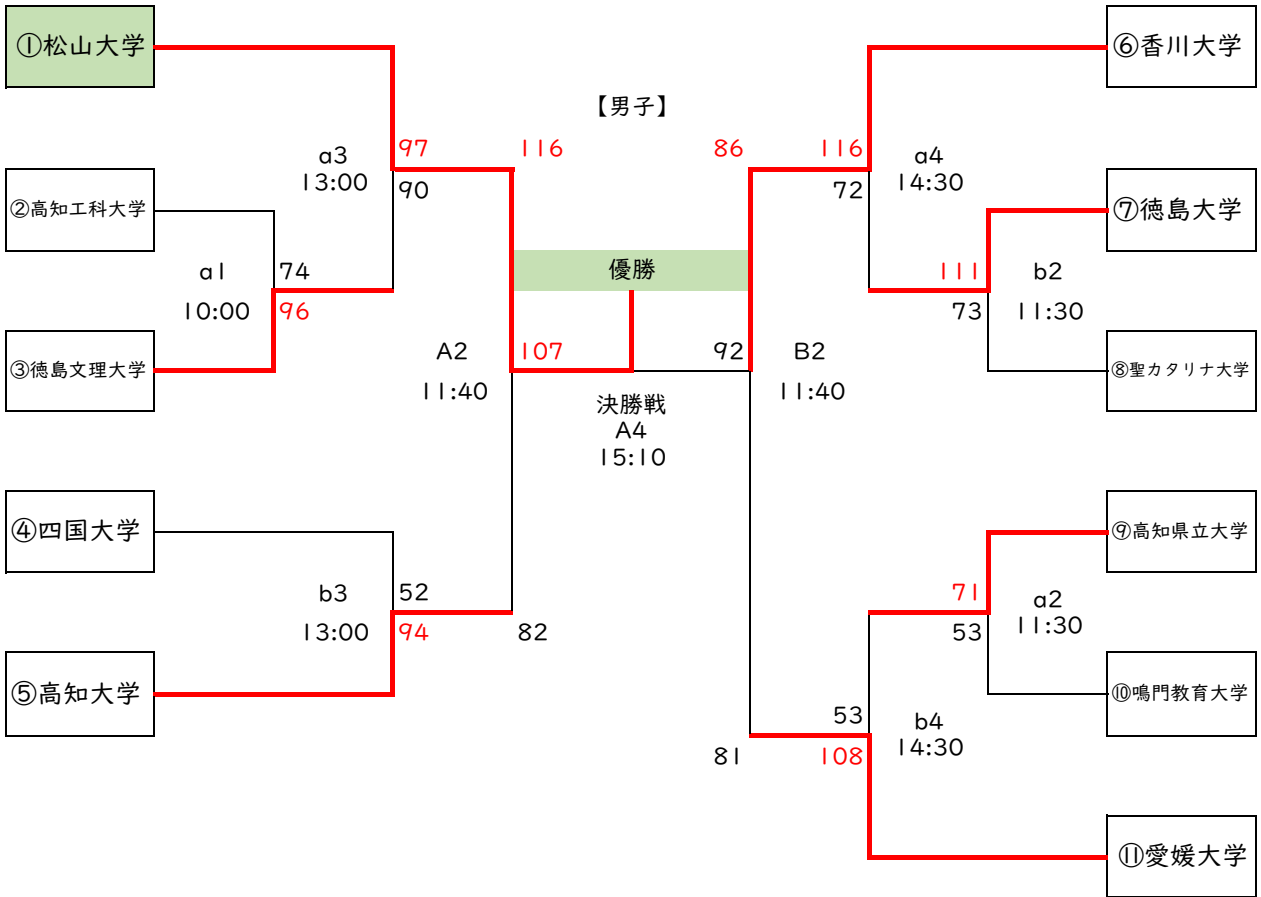 ①松山大学
⑥香川大学
【男子】
97
116
86
116
a3
13:00
90
72
a4
14:30
②高知工科大学
⑦徳島大学
a1
10:00
74
96
優勝
111
73
b2
11:30
③徳島文理大学
A2
11:40
107
92
B2
11:40
⑧聖カタリナ大学
決勝戦
A4
15:10
④四国大学
⑨高知県立大学
b3
13:00
52
94
82
71
53
a2
11:30
⑤高知大学
⑩鳴門教育大学
53
108
81
b4
14:30
⑪愛媛大学